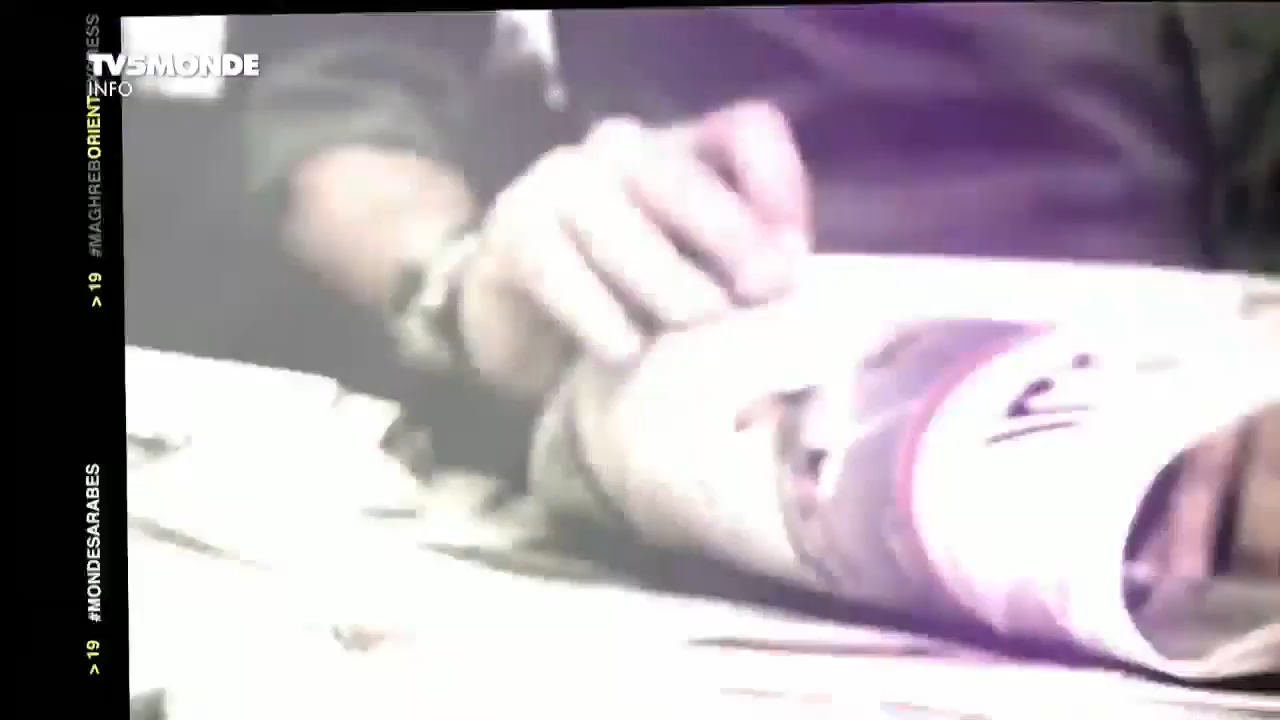 TV5MONDE
INFO
#MAGHREBORIENTEXPRESS
> 19
#MONDESARABES
> 19